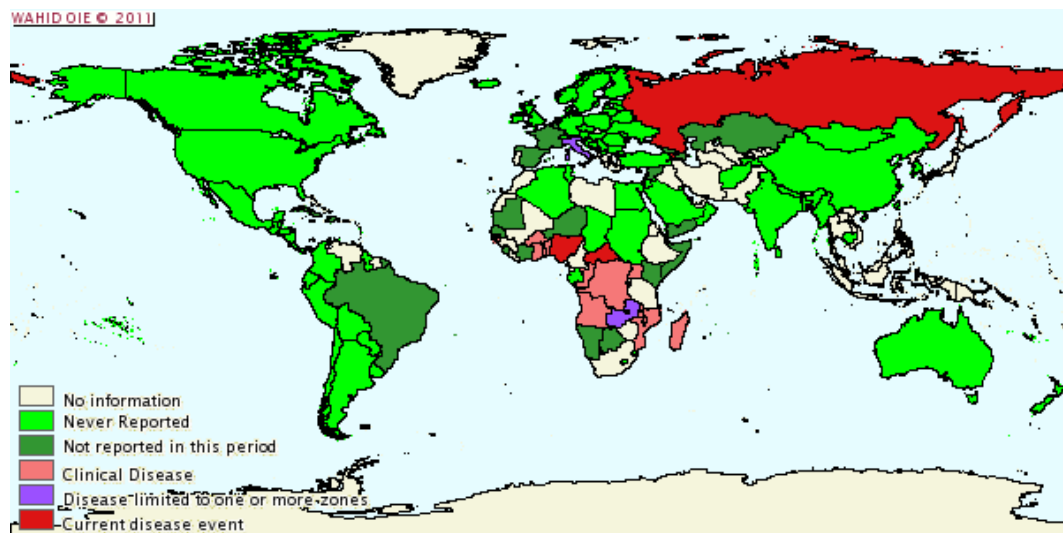 WAHID OIE © 2011
No information
Never Reported
Not reported in this period
Clinical Disease
Disease limited to one or more-zones
Current disease event